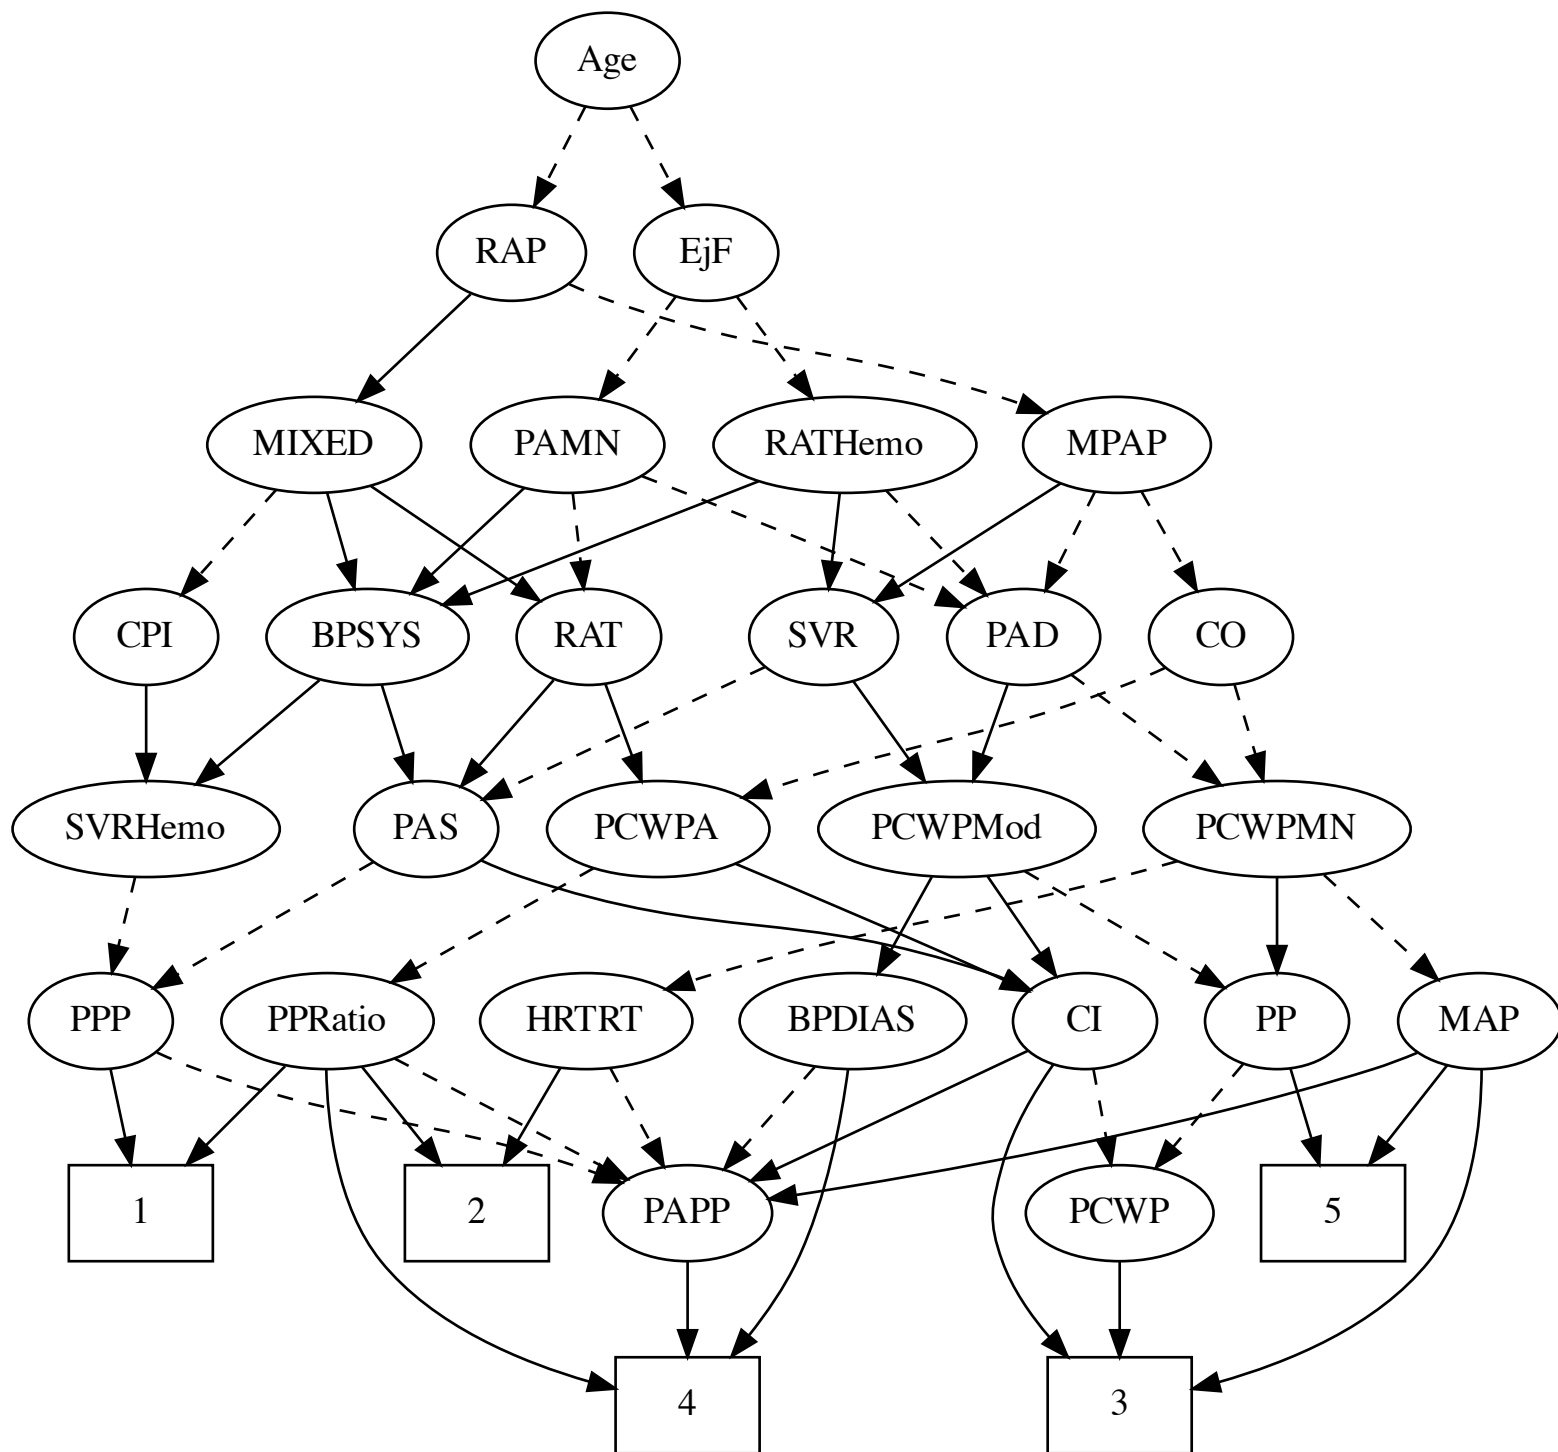 Age
RAP
EjF
MIXED
PAMN
RATHemo
MPAP
CPI
BPSYS
RAT
SVR
PAD
CO
SVRHemo
PAS
PCWPA
PCWPMod
PCWPMN
PPP
PPRatio
HRTRT
BPDIAS
CI
PP
MAP
1
2
PAPP
PCWP
5
4
3